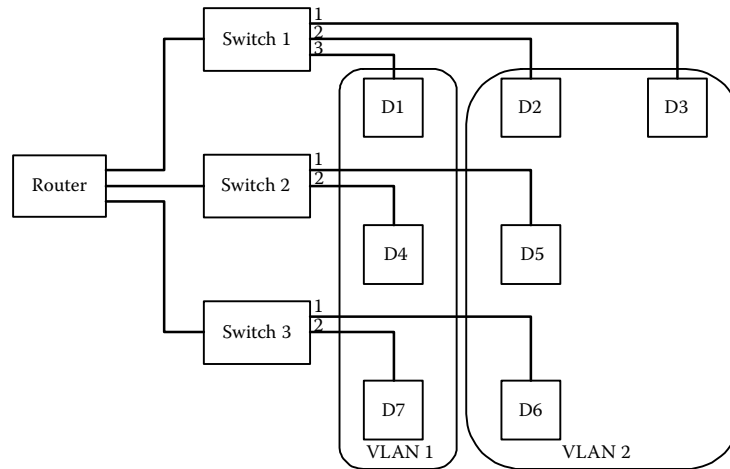 1
Switch 1
2
3
D1
D2
D3
Router
Switch 2
1
2
D4
D5
Switch 3
1
2
D7
D6
VLAN 1
VLAN 2